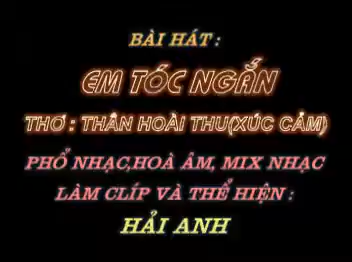 BÀI HÁT :
EM TÓC NGẮN
THƠ : THÂN HOÀI THU(XÚC CẢM)
PHỔ NHẠC,HOÀ ÂM, MIX NHẠC
LÀM CLÍP VÀ THỂ HIỆN :
HẢI ANH